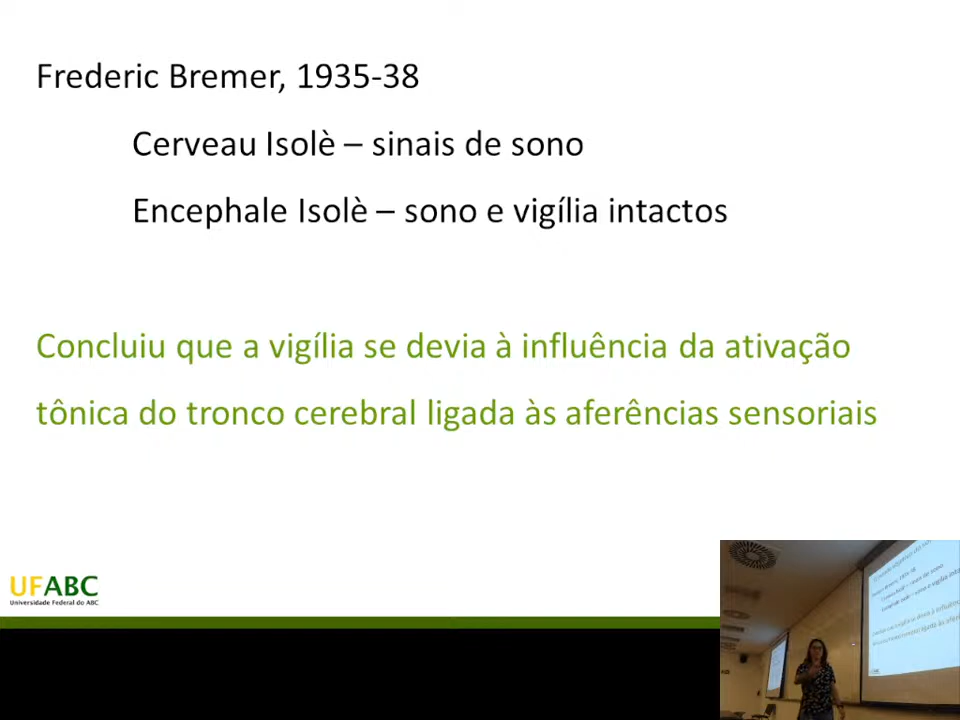 Frederic Bremer, 1935-38
Cerveau Isolè – sinais de sono
Encephale Isolè – sono e vigília intactos
Concluiu que a vigília se devia à influência da ativação
tônica do tronco cerebral ligada às aferências sensoriais
UFABC
Universidade Federal do ABC